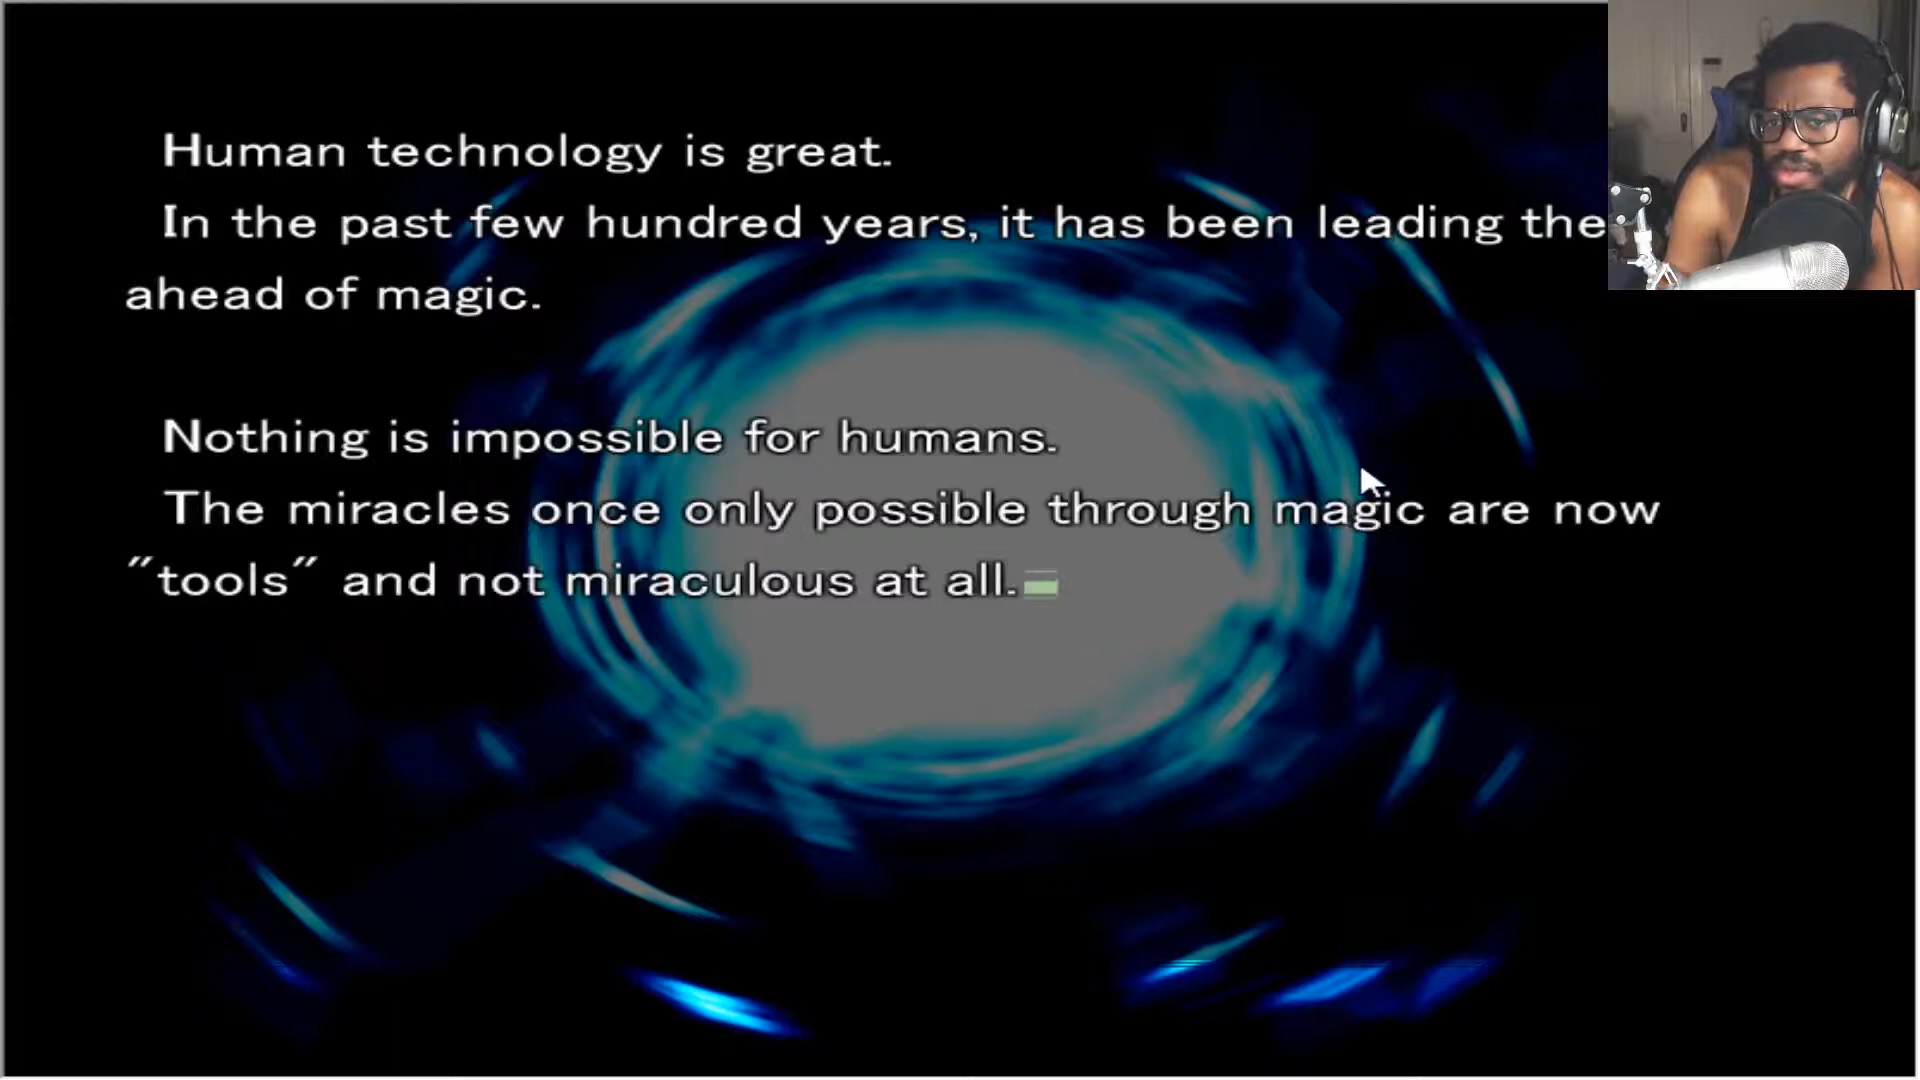 Human technology is great.
In the past few hundred years, it has been leading the
ahead of magic.
Nothing is impossible for humans.
The miracles once only possible through magic are now
"tools" and not miraculous at all.